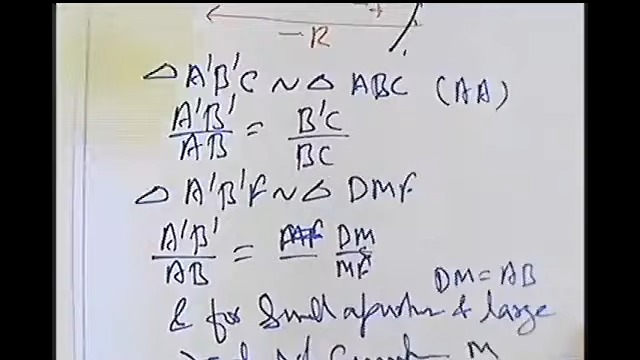 − R
△ A'B'C ~ △ ABC (AA)
A'B'/AB = B'C/BC
△ A'B'F ~ △ DMF
A'B'/AB = DM/MF
DM = AB
& for Small aperture & large
M